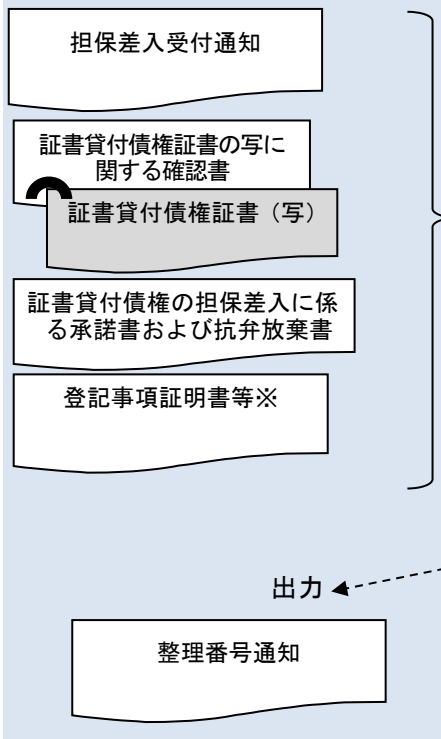 担保差入受付通知
証書貸付債権証書の写に
関する確認書
証書貸付債権証書（写）
証書貸付債権の担保差入に係
る承諾書および抗弁放棄書
登記事項証明書等※
出力
整理番号通知